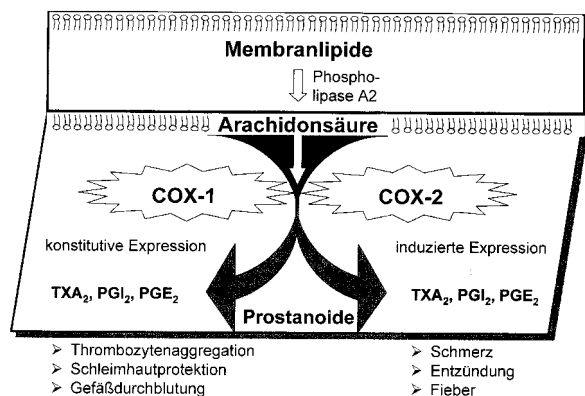 Membranlipide
Phospho-
lipase A2
Arachidonsäure
COX-1
COX-2
konstitutive Expression
induzierte Expression
TXA₂, PGI₂, PGE₂
TXA₂, PGI₂, PGE₂
Prostanoide
➢ Thrombozytenaggregation
➢ Schleimhautprotektion
➢ Gefäßdurchblutung
➢ Schmerz
➢ Entzündung
➢ Fieber